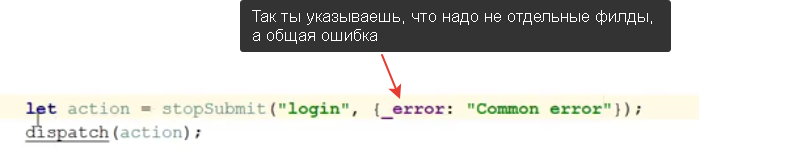 Так ты указываешь, что надо не отдельные филды,
а общая ошибка
let action = stopSubmit("login", {_error: "Common error"});
dispatch(action);